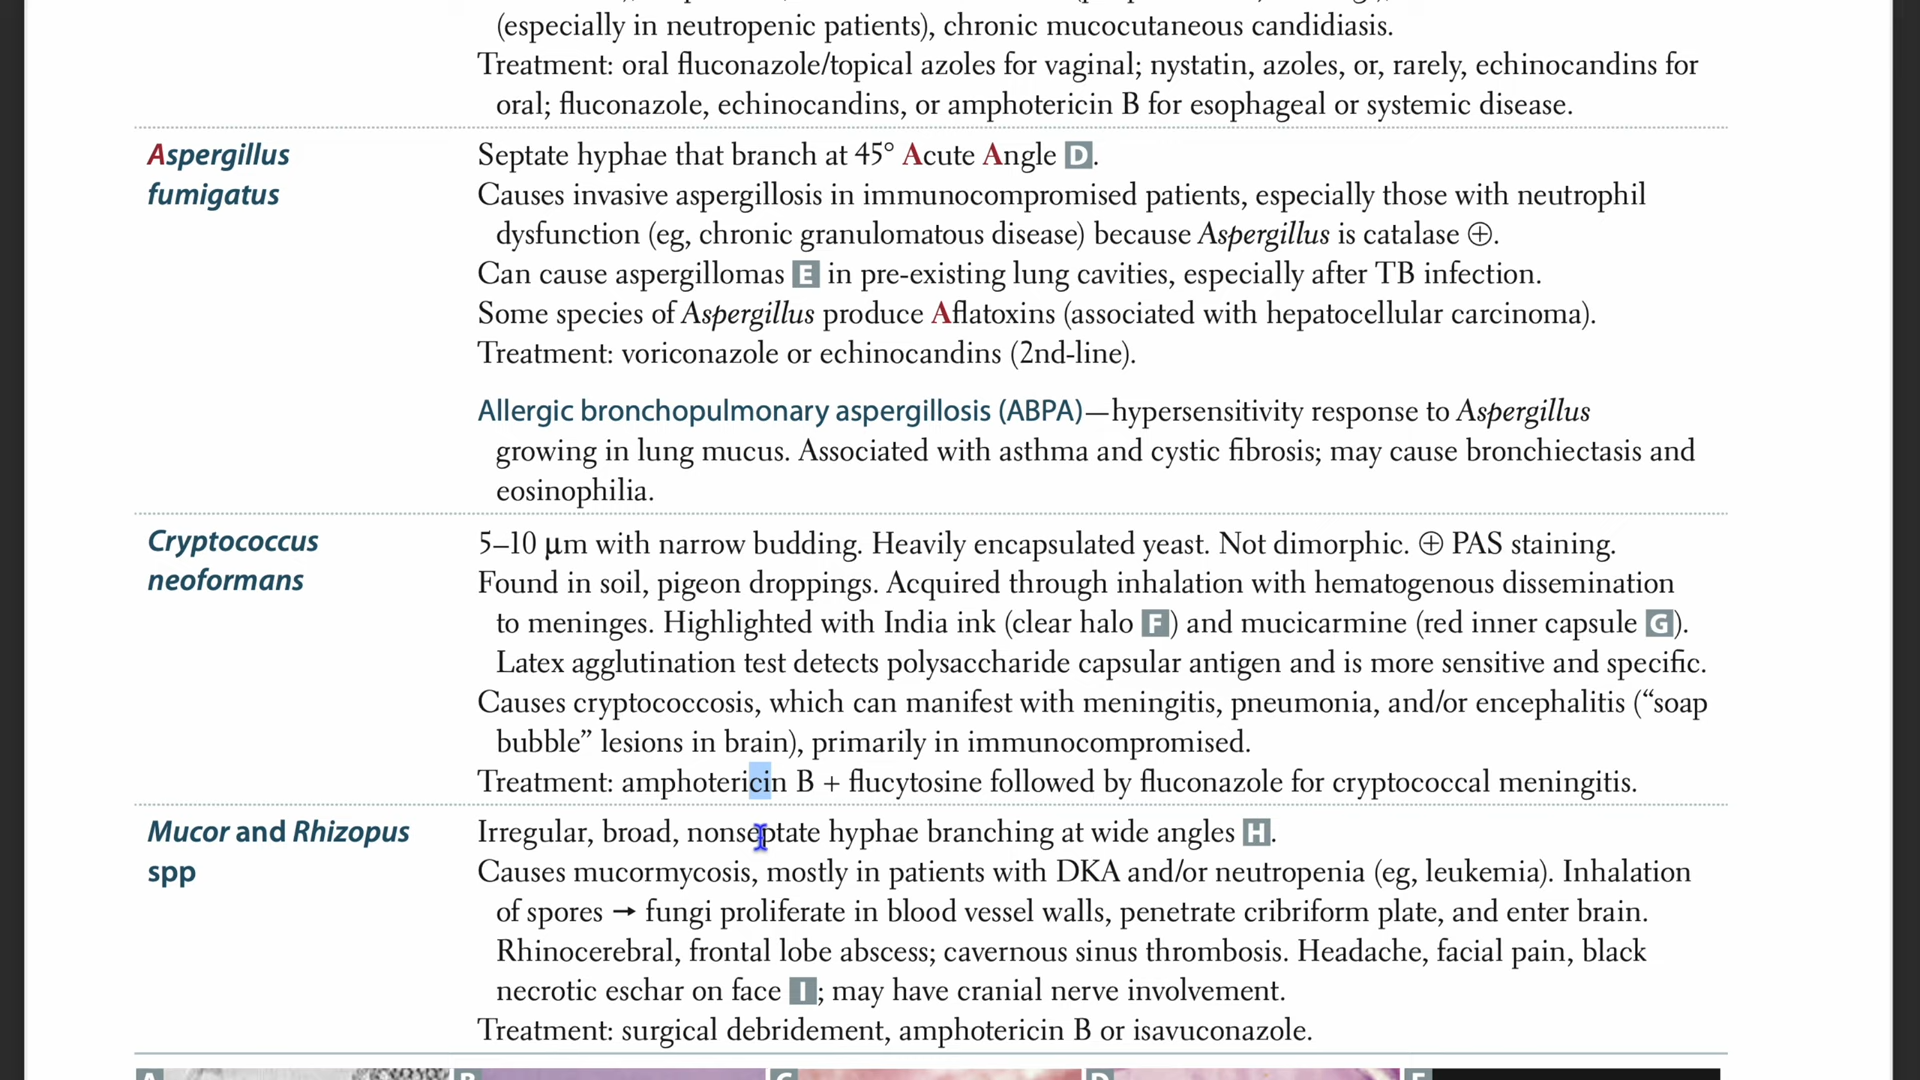 (especially in neutropenic patients), chronic mucocutaneous candidiasis.
Treatment: oral fluconazole/topical azoles for vaginal; nystatin, azoles, or, rarely, echinocandins for
oral; fluconazole, echinocandins, or amphotericin B for esophageal or systemic disease.
Aspergillus
fumigatus
Septate hyphae that branch at 45° Acute Angle D.
Causes invasive aspergillosis in immunocompromised patients, especially those with neutrophil
dysfunction (eg, chronic granulomatous disease) because Aspergillus is catalase ⊕.
Can cause aspergillomas E in pre-existing lung cavities, especially after TB infection.
Some species of Aspergillus produce Aflatoxins (associated with hepatocellular carcinoma).
Treatment: voriconazole or echinocandins (2nd-line).
Allergic bronchopulmonary aspergillosis (ABPA)—hypersensitivity response to Aspergillus
growing in lung mucus. Associated with asthma and cystic fibrosis; may cause bronchiectasis and
eosinophilia.
Cryptococcus
neoformans
5–10 μm with narrow budding. Heavily encapsulated yeast. Not dimorphic. ⊕ PAS staining.
Found in soil, pigeon droppings. Acquired through inhalation with hematogenous dissemination
to meninges. Highlighted with India ink (clear halo F) and mucicarmine (red inner capsule G).
Latex agglutination test detects polysaccharide capsular antigen and is more sensitive and specific.
Causes cryptococcosis, which can manifest with meningitis, pneumonia, and/or encephalitis (“soap
bubble” lesions in brain), primarily in immunocompromised.
Treatment: amphotericin B + flucytosine followed by fluconazole for cryptococcal meningitis.
Mucor and Rhizopus
spp
Irregular, broad, nonseptate hyphae branching at wide angles H.
Causes mucormycosis, mostly in patients with DKA and/or neutropenia (eg, leukemia). Inhalation
of spores → fungi proliferate in blood vessel walls, penetrate cribriform plate, and enter brain.
Rhinocerebral, frontal lobe abscess; cavernous sinus thrombosis. Headache, facial pain, black
necrotic eschar on face I; may have cranial nerve involvement.
Treatment: surgical debridement, amphotericin B or isavuconazole.